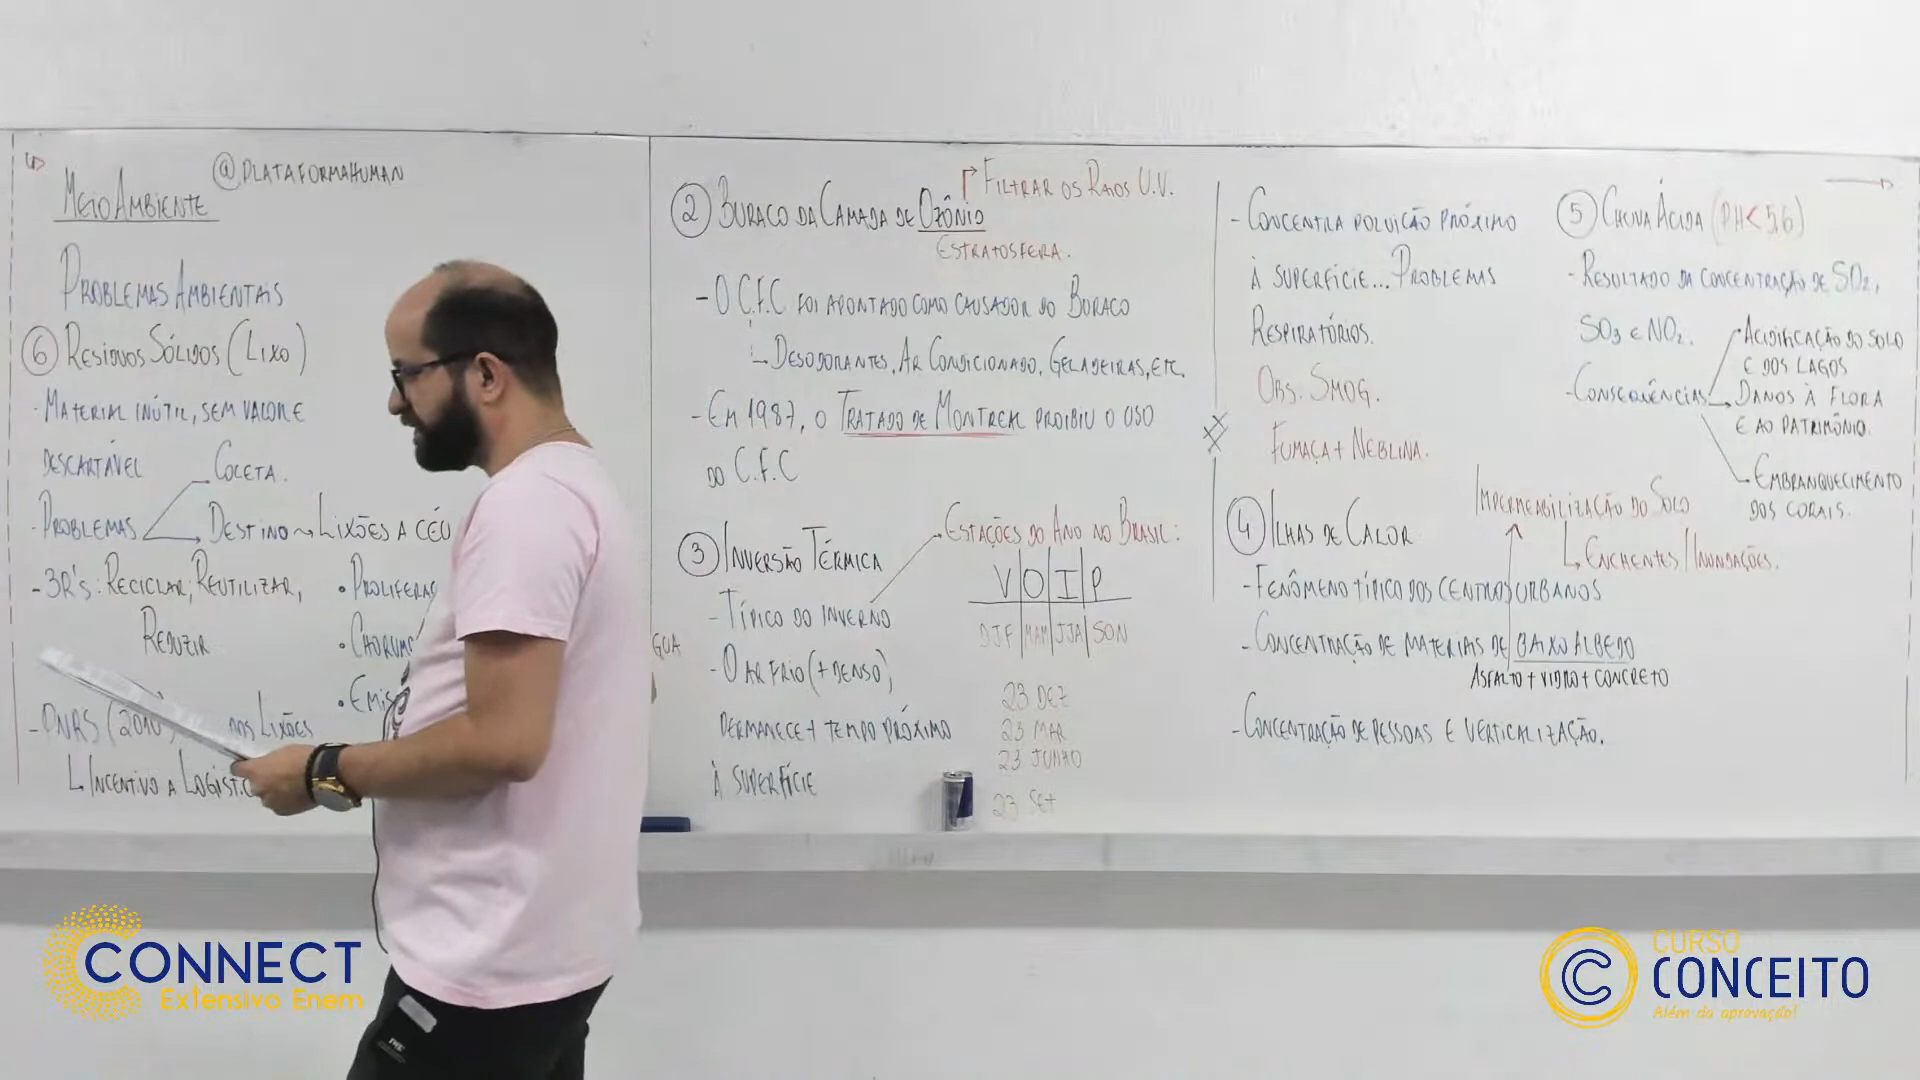 MEIO AMBIENTE
@PLATAFORMAHUMAN
PROBLEMAS AMBIENTAIS
6 RESÍDUOS SÓLIDOS (LIXO)
- MATERIAL INÚTIL, SEM VALOR E
DESCARTÁVEL
- PROBLEMAS
COLETA.
DESTINO → LIXÕES A CÉU
- 3R's: RECICLAR, REUTILIZAR,
REDUZIR
• 
• 
• 
- PNRS (2010) DOS LIXÕES
↳ INCENTIVO A
2 BURACO DA CAMADA DE OZÔNIO
FILTRAR OS RAIOS U.V.
ESTRATOSFERA.
- O C.F.C FOI APONTADO COMO CAUSADOR DO BURACO
↳ DESODORANTES, AR CONDICIONADO, GELADEIRAS, ETC.
- EM 1987, O TRATADO DE MONTREAL PROIBIU O USO
DO C.F.C
3 INVERSÃO TÉRMICA
- TÍPICO DO INVERNO
- O AR FRIO (+ DENSO),
PERMANECE + TEMPO PRÓXIMO
À SUPERFÍCIE
ESTAÇÕES DO ANO NO BRASIL:
V O I P
DJF MAM JJA SON
23 DEZ
23 MAR
23 JUNHO
23 SET
- CONCENTRA POLUIÇÃO PRÓXIMO
À SUPERFÍCIE... PROBLEMAS
RESPIRATÓRIOS.
OBS. SMOG.
FUMAÇA + NEBLINA.
4 ILHAS DE CALOR
IMPERMEABILIZAÇÃO DO SOLO
↳ ENCHENTES / INUNDAÇÕES.
- FENÔMENO TÍPICO DOS CENTROS URBANOS
- CONCENTRAÇÃO DE MATERIAIS DE BAIXO ALBEDO
ASFALTO + VIDRO + CONCRETO
- CONCENTRAÇÃO DE PESSOAS E VERTICALIZAÇÃO.
5 CHUVA ÁCIDA (PH < 5,6)
- RESULTADO DA CONCENTRAÇÃO DE SO2,
SO3 E NO2.
- CONSEQUÊNCIAS
ACIDIFICAÇÃO DO SOLO
E DOS LAGOS
DANOS À FLORA
E AO PATRIMÔNIO.
EMBRANQUECIMENTO
DOS CORAIS.
CONNECT
Extensivo Enem
CURSO
CONCEITO
Além da aprovação!